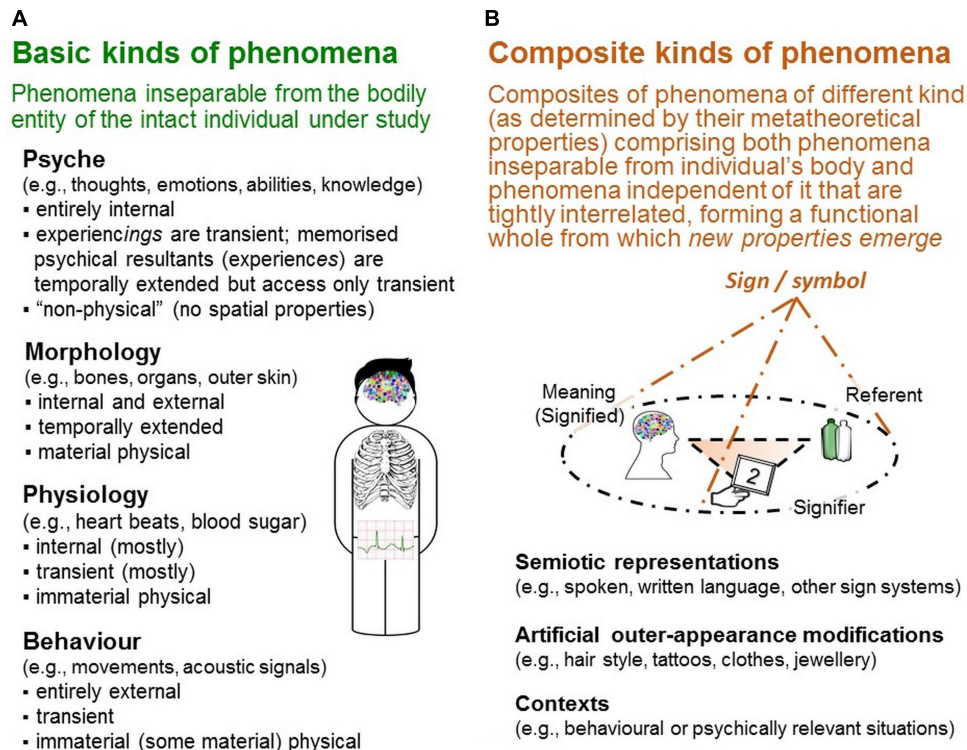 A
Basic kinds of phenomena
Phenomena inseparable from the bodily
entity of the intact individual under study
Psyche
(e.g., thoughts, emotions, abilities, knowledge)
▪ entirely internal
▪ experiencings are transient; memorised
psychical resultants (experiences) are
temporally extended but access only transient
▪ “non-physical” (no spatial properties)
Morphology
(e.g., bones, organs, outer skin)
▪ internal and external
▪ temporally extended
▪ material physical
Physiology
(e.g., heart beats, blood sugar)
▪ internal (mostly)
▪ transient (mostly)
▪ immaterial physical
Behaviour
(e.g., movements, acoustic signals)
▪ entirely external
▪ transient
▪ immaterial (some material) physical
B
Composite kinds of phenomena
Composites of phenomena of different kind
(as determined by their metatheoretical
properties) comprising both phenomena
inseparable from individual’s body and
phenomena independent of it that are
tightly interrelated, forming a functional
whole from which new properties emerge
Sign / symbol
Meaning
(Signified)
Referent
2
Signifier
Semiotic representations
(e.g., spoken, written language, other sign systems)
Artificial outer-appearance modifications
(e.g., hair style, tattoos, clothes, jewellery)
Contexts
(e.g., behavioural or psychically relevant situations)